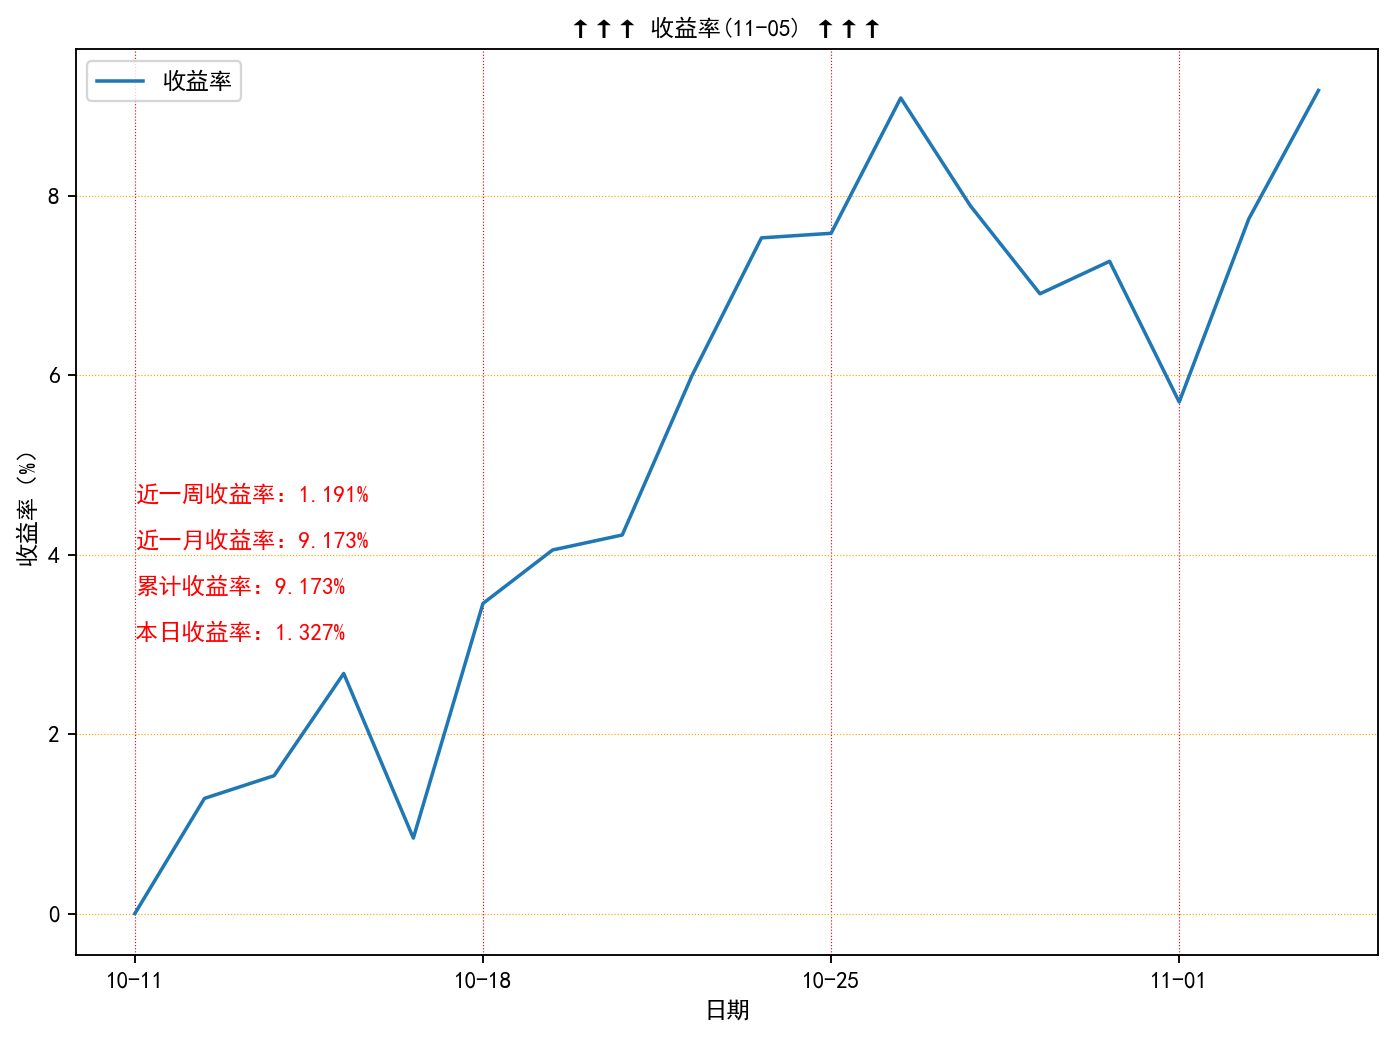 ↑↑↑ 收益率(11-05) ↑↑↑
收益率
8
6
4
2
0
收益率（%）
近一周收益率：1.191%
近一月收益率：9.173%
累计收益率：9.173%
本日收益率：1.327%
10-11
10-18
10-25
11-01
日期